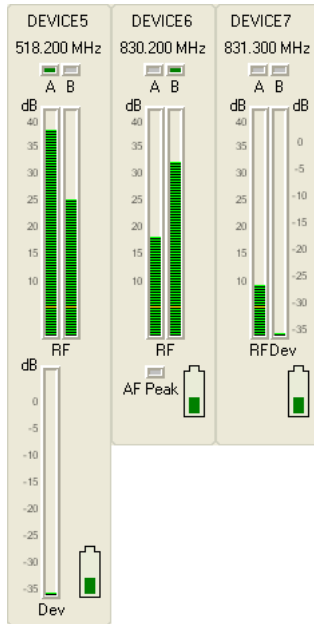 DEVICE5
518.200 MHz
A B
dB
40
35
30
25
20
15
10
RF
dB
0
-5
-10
-15
-20
-25
-30
-35
Dev
DEVICE6
830.200 MHz
A B
dB
40
35
30
25
20
15
10
RF
AF Peak
DEVICE7
831.300 MHz
A B
dB dB
40
35 0
30 -5
25 -10
20 -15
15 -20
10 -25
-30
-35
RF Dev